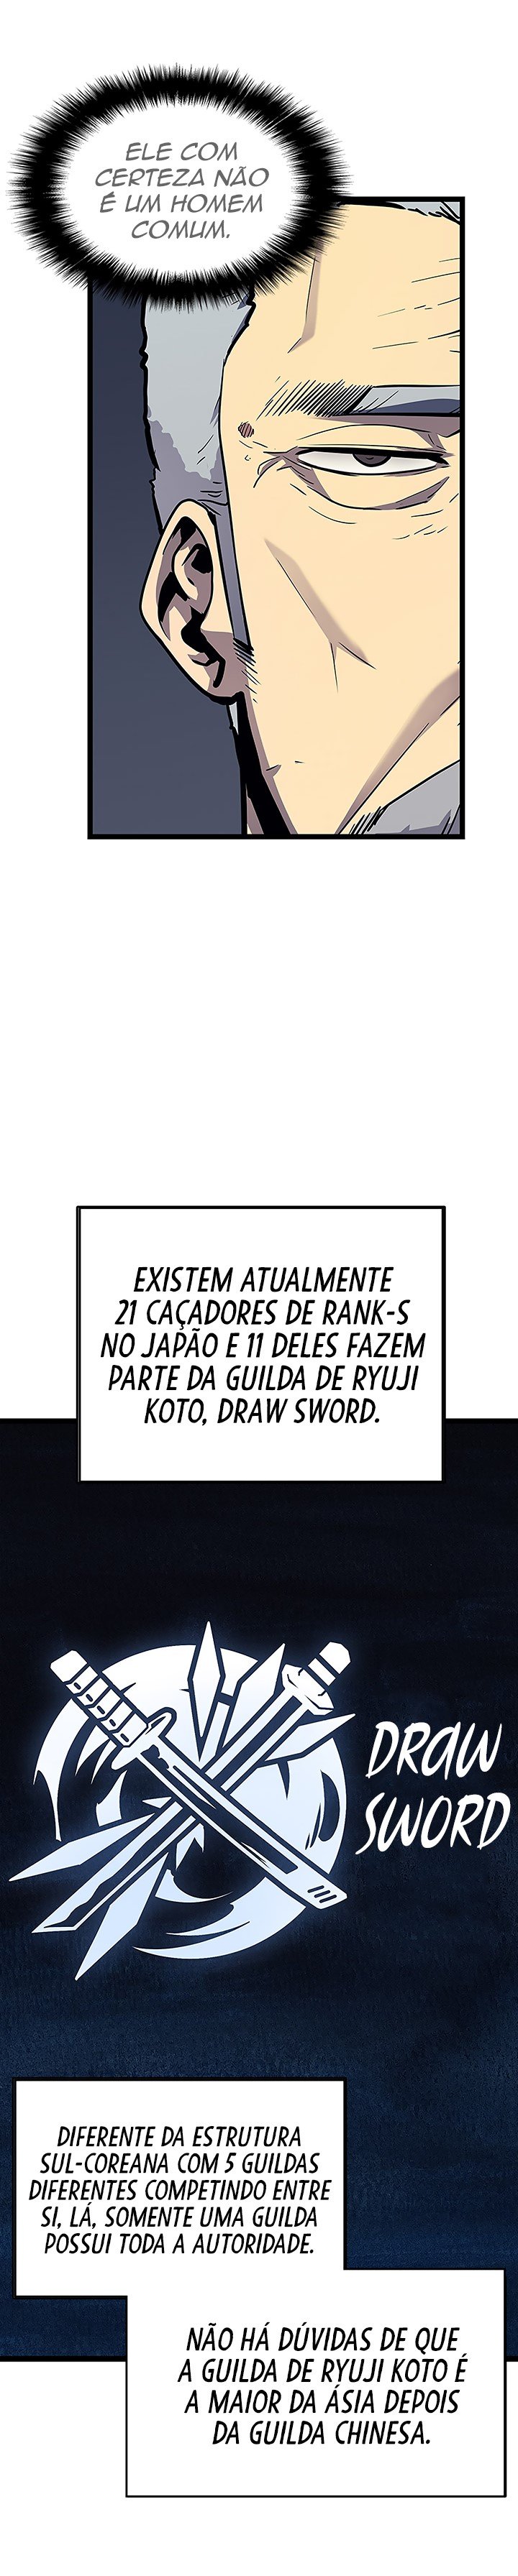 ELE COM
CERTEZA NÃO
É UM HOMEM
COMUM.
EXISTEM ATUALMENTE
21 CAÇADORES DE RANK-S
NO JAPÃO E 11 DELES FAZEM
PARTE DA GUILDA DE RYUJI
KOTO, DRAW SWORD.
DRAW
SWORD
DIFERENTE DA ESTRUTURA
SUL-COREANA COM 5 GUILDAS
DIFERENTES COMPETINDO ENTRE
SI, LÁ, SOMENTE UMA GUILDA
POSSUI TODA A AUTORIDADE.
NÃO HÁ DÚVIDAS DE QUE
A GUILDA DE RYUJI KOTO É
A MAIOR DA ÁSIA DEPOIS
DA GUILDA CHINESA.